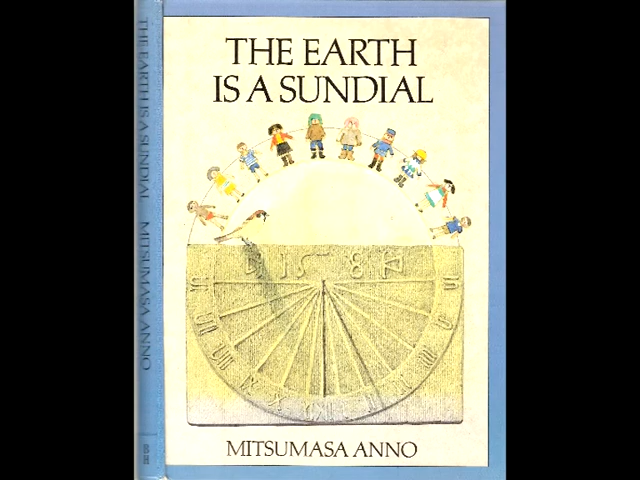 THE EARTH
IS A SUNDIAL
MITSUMASA ANNO
THE EARTH IS A SUNDIAL MITSUMASA ANNO